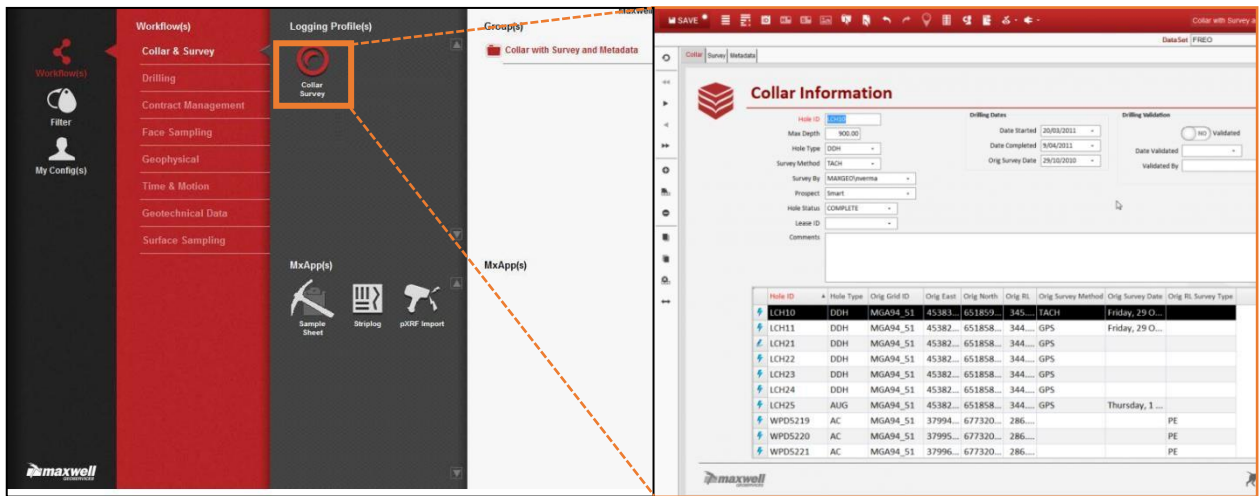 Workflow(s)
Filter
My Config(s)
maxwell
GEOSERVICES
Workflow(s)
Collar & Survey
Drilling
Contract Management
Face Sampling
Geophysical
Time & Motion
Geotechnical Data
Surface Sampling
Logging Profile(s)
Collar
Survey
MxApp(s)
Sample
Sheet
Striplog
pXRF Import
Maxwell
Group(s)
Collar with Survey and Metadata
MxApp(s)
SAVE *
Collar with Survey a
DataSet FREO
Collar Survey Metadata
Collar Information
Hole ID LCH10
Max Depth 900.00
Hole Type DDH
Survey Method TACH
Survey By MAXGEO\nverma
Prospect Smart
Hole Status COMPLETE
Lease ID
Comments
Drilling Dates
Date Started 20/03/2011
Date Completed 9/04/2011
Orig Survey Date 29/10/2010
Drilling Validation
NO Validated
Date Validated
Validated By
Hole ID Hole Type Orig Grid ID Orig East Orig North Orig RL Orig Survey Method Orig Survey Date Orig RL Survey Type
LCH10 DDH MGA94_51 45383... 651859... 345.... TACH Friday, 29 O...
LCH11 DDH MGA94_51 45382... 651858... 344.... GPS Friday, 29 O...
LCH21 DDH MGA94_51 45382... 651858... 344.... GPS
LCH22 DDH MGA94_51 45382... 651858... 344.... GPS
LCH23 DDH MGA94_51 45382... 651858... 344.... GPS
LCH24 DDH MGA94_51 45382... 651858... 344.... GPS
LCH25 AUG MGA94_51 45382... 651858... 344.... GPS Thursday, 1 ...
WPD5219 AC MGA94_51 37994... 677320... 286.... PE
WPD5220 AC MGA94_51 37995... 677320... 286.... PE
WPD5221 AC MGA94_51 37996... 677320... 286.... PE
maxwell
GEOSERVICES